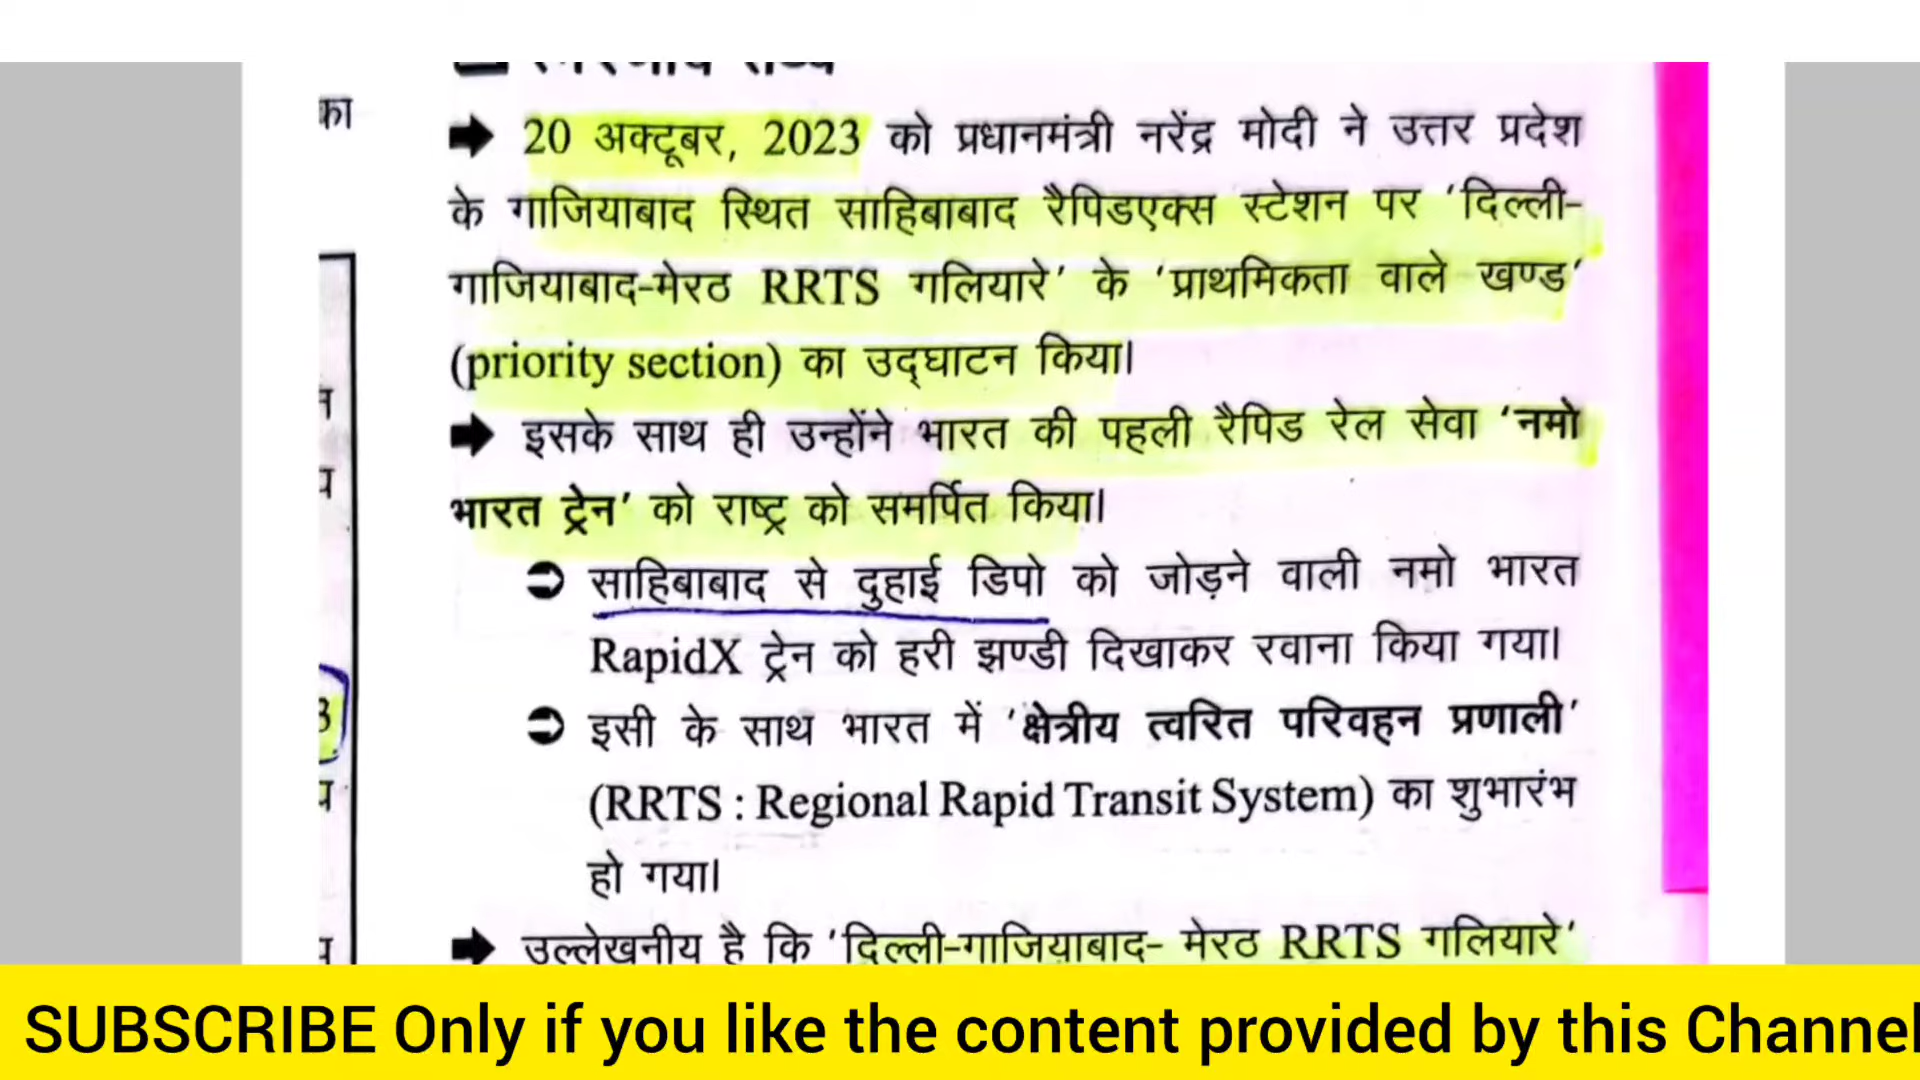 का
➡ 20 अक्टूबर, 2023 को प्रधानमंत्री नरेंद्र मोदी ने उत्तर प्रदेश
के गाजियाबाद स्थित साहिबाबाद रैपिडएक्स स्टेशन पर ‘दिल्ली-
गाजियाबाद-मेरठ RRTS गलियारे’ के ‘प्राथमिकता वाले खण्ड’
(priority section) का उद्घाटन किया।
➡ इसके साथ ही उन्होंने भारत की पहली रैपिड रेल सेवा ‘नमो
भारत ट्रेन’ को राष्ट्र को समर्पित किया।
➲ साहिबाबाद से दुहाई डिपो को जोड़ने वाली नमो भारत
RapidX ट्रेन को हरी झण्डी दिखाकर रवाना किया गया।
➲ इसी के साथ भारत में ‘क्षेत्रीय त्वरित परिवहन प्रणाली’
(RRTS : Regional Rapid Transit System) का शुभारंभ
हो गया।
➡ उल्लेखनीय है कि ‘दिल्ली-गाजियाबाद- मेरठ RRTS गलियारे’
SUBSCRIBE Only if you like the content provided by this Channel